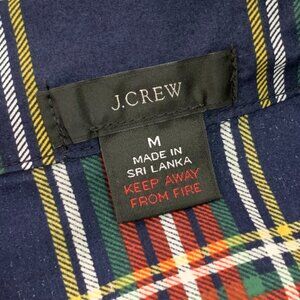 J.CREW
M
MADE IN
SRI LANKA
KEEP AWAY
FROM FIRE